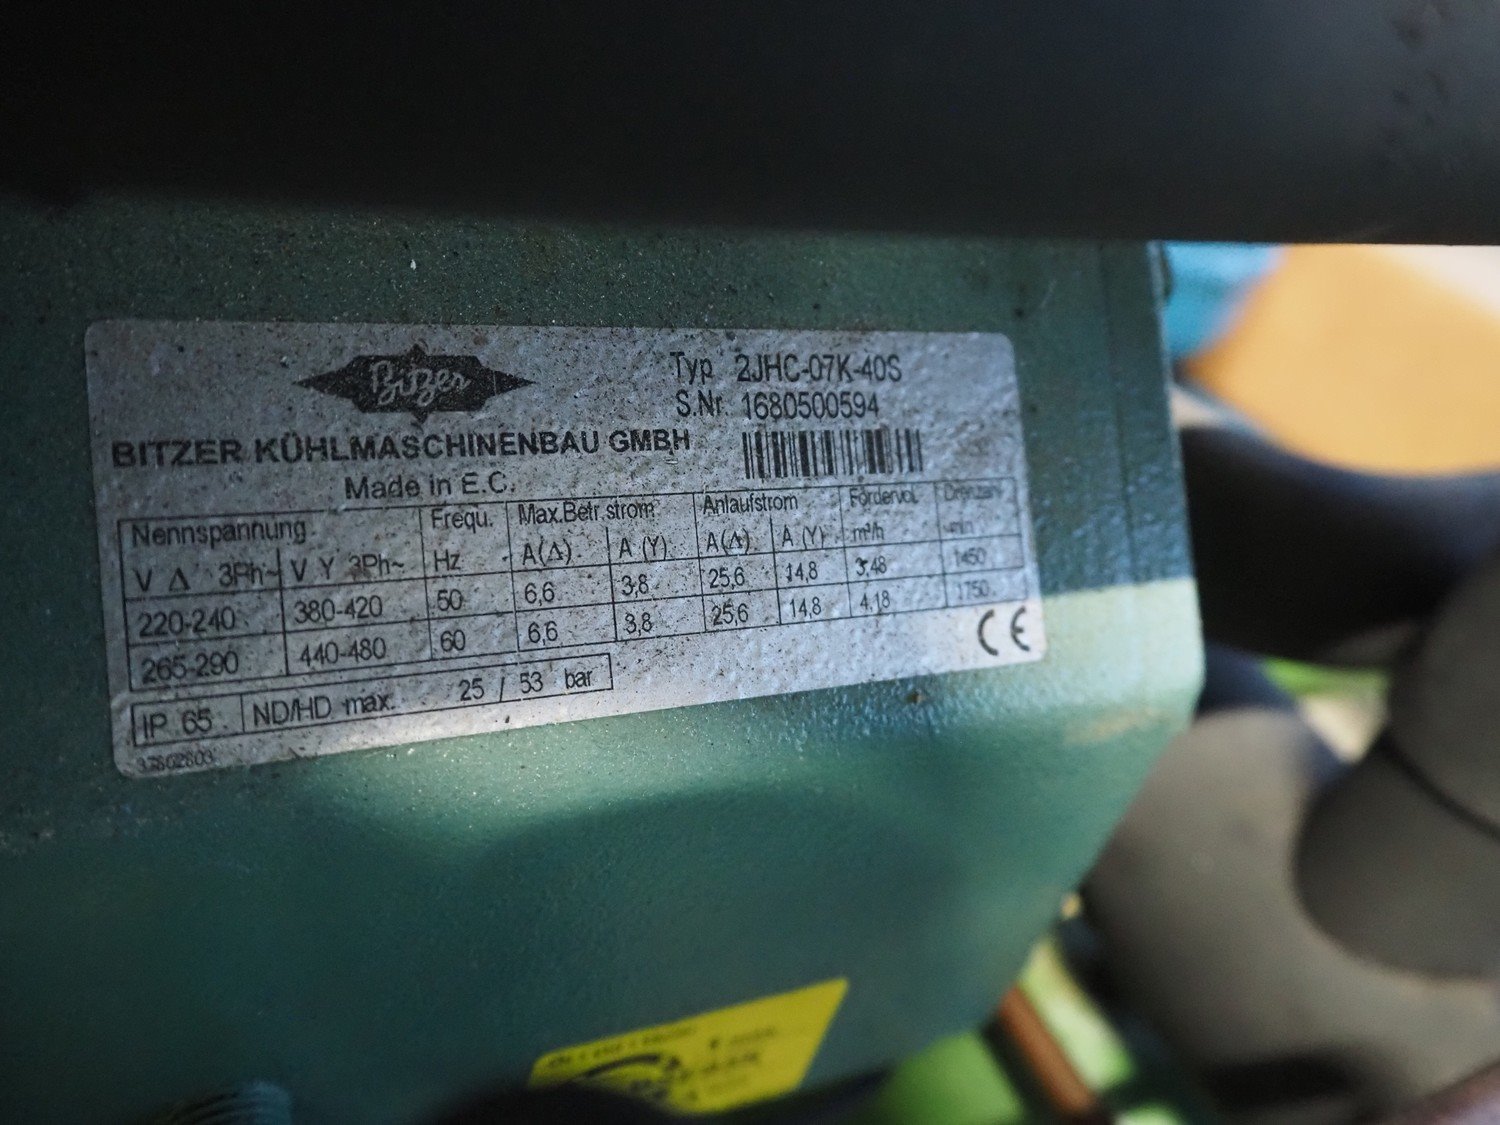 Bitzer
Typ 2JHC-07K-40S
S.Nr. 1680500594
BITZER KÜHLMASCHINENBAU GMBH
Made in E.C.
Nennspannung Frequ. Max.Betr.strom Anlaufstrom Fördervol. Drehzahl
V Δ 3Ph~ V Y 3Ph~ Hz A(Δ) A (Y) A(Δ) A (Y) m³/h min
220-240 380-420 50 6,6 3,8 25,6 14,8 3,48 1450
265-290 440-480 60 6,6 3,8 25,6 14,8 4,18 1750
IP 65 ND/HD max. 25 / 53 bar
CE